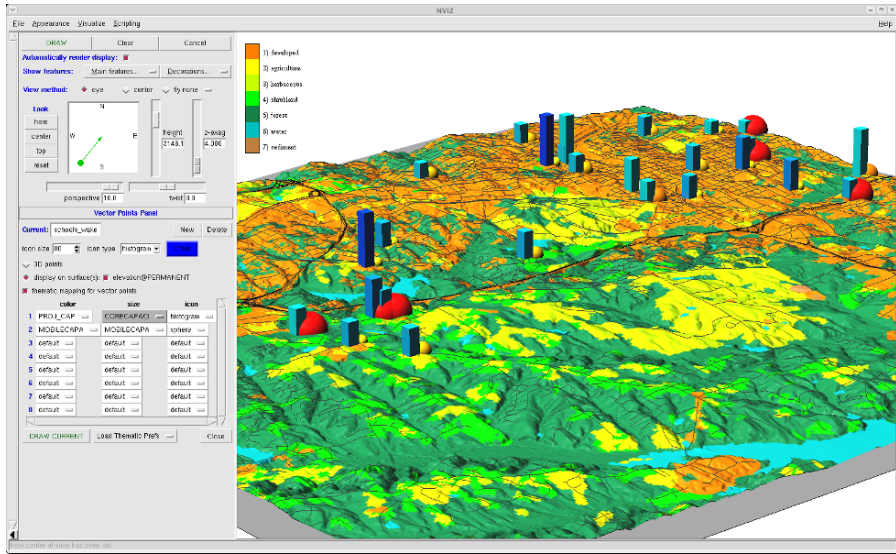 NVIZ
File Appearance Visualize Scripting Help
DRAW Clear Cancel
Automatically render display:
Show features: Main features... Decorations...
View method: eye center fly none
Look
here
center
top
reset
N
W E
S
height
2148.1
z-exag
4.000
perspective 10.0 twist 0.0
Vector Points Panel
Current: schools_wake New Delete
icon size 80 icon type histogram
3D points
display on surface(s): elevation@PERMANENT
thematic mapping for vector points
color size icon
1 PROJ_CAP CORECAPACI histogram
2 MOBILECAPA MOBILECAPA sphere
3 default default default
4 default default default
5 default default default
6 default default default
7 default default default
8 default default default
DRAW CURRENT Load Thematic Prefs Close
1) developed
2) agriculture
3) herbaceous
4) shrubland
5) forest
6) water
7) sediment